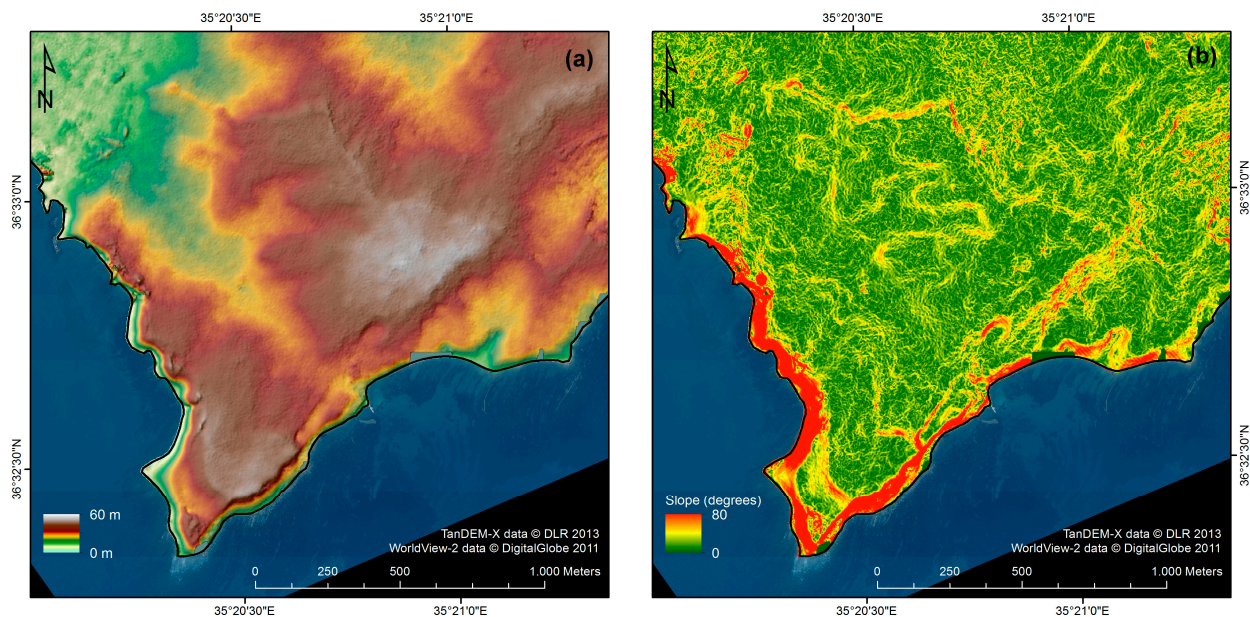 35°20'30"E 35°21'0"E
(a)
N
36°33'0"N
36°32'30"N
60 m
0 m
TanDEM-X data © DLR 2013
WorldView-2 data © DigitalGlobe 2011
0 250 500 1.000 Meters
35°20'30"E 35°21'0"E
35°20'30"E 35°21'0"E
(b)
N
36°33'0"N
36°32'30"N
Slope (degrees)
80
0
TanDEM-X data © DLR 2013
WorldView-2 data © DigitalGlobe 2011
0 250 500 1.000 Meters
35°20'30"E 35°21'0"E